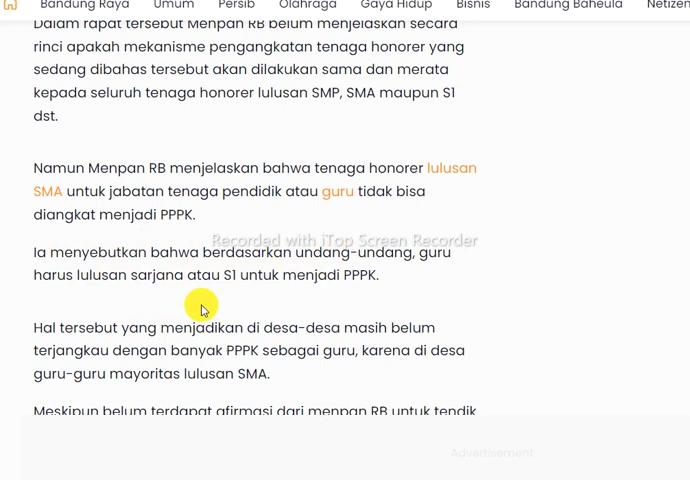 Bandung Raya Umum Persib Olahraga Gaya Hidup Bisnis Bandung Baheula Netizen
Dalam rapat tersebut Menpan RB belum menjelaskan secara
rinci apakah mekanisme pengangkatan tenaga honorer yang
sedang dibahas tersebut akan dilakukan sama dan merata
kepada seluruh tenaga honorer lulusan SMP, SMA maupun S1
dst.
Namun Menpan RB menjelaskan bahwa tenaga honorer lulusan
SMA untuk jabatan tenaga pendidik atau guru tidak bisa
diangkat menjadi PPPK.
Recorded with iTop Screen Recorder
Ia menyebutkan bahwa berdasarkan undang-undang, guru
harus lulusan sarjana atau S1 untuk menjadi PPPK.
Hal tersebut yang menjadikan di desa-desa masih belum
terjangkau dengan banyak PPPK sebagai guru, karena di desa
guru-guru mayoritas lulusan SMA.
Meskipun belum terdapat afirmasi dari menpan RB untuk tendik
Advertisement